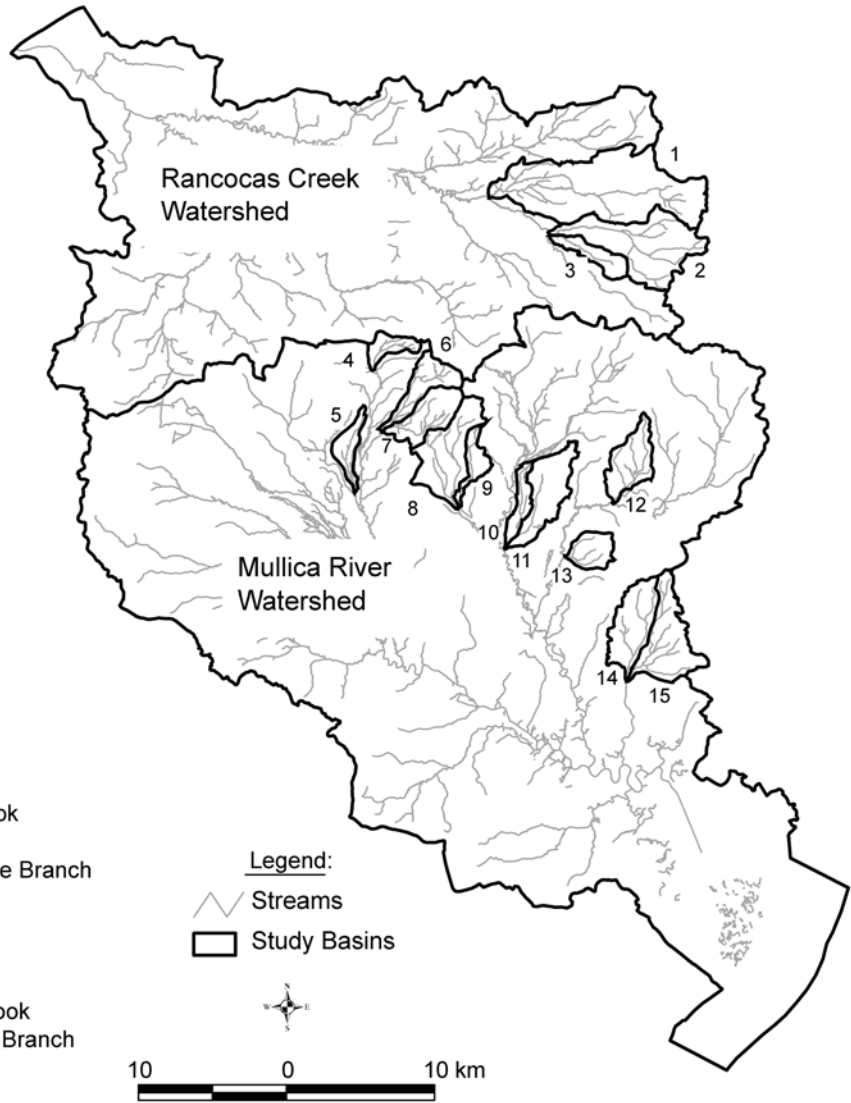 Rancocas Creek
Watershed
1
2
3
4
6
5
7
8
9
10
11
12
13
Mullica River
Watershed
14
15
ok
e Branch
Legend:
Streams
Study Basins
ook
Branch
N
W
E
S
10
0
10 km